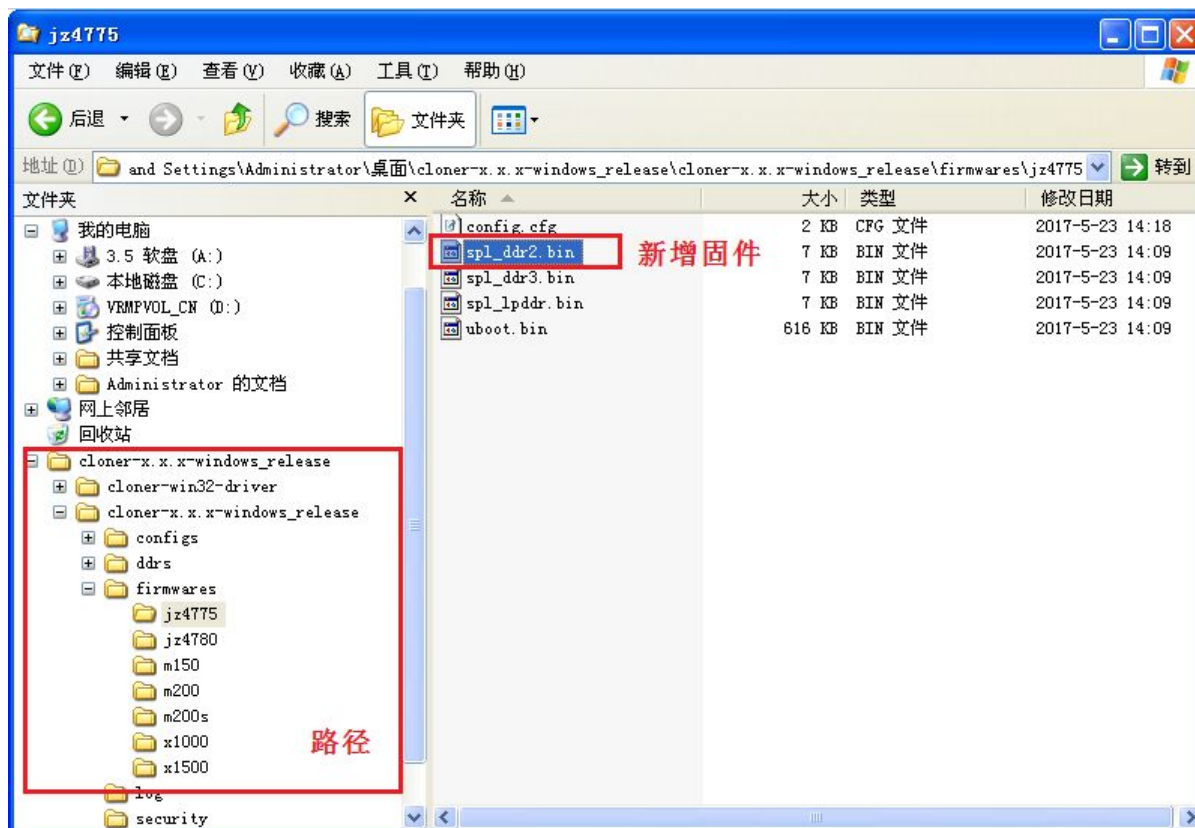 jz4775
文件(F) 编辑(E) 查看(V) 收藏(A) 工具(T) 帮助(H)
后退 搜索 文件夹
地址(D) and Settings\Administrator\桌面\cloner-x.x.x-windows_release\cloner-x.x.x-windows_release\firmwares\jz4775 转到
文件夹 × 名称 大小 类型 修改日期
我的电脑
3.5 软盘 (A:)
本地磁盘 (C:)
VRMPVOL_CN (D:)
控制面板
共享文档
Administrator 的文档
网上邻居
回收站
cloner-x.x.x-windows_release
cloner-win32-driver
cloner-x.x.x-windows_release
configs
ddrs
firmwares
jz4775
jz4780
m150
m200
m200s
x1000
x1500
log
security
路径
config.cfg 2 KB CFG 文件 2017-5-23 14:18
spl_ddr2.bin 7 KB BIN 文件 2017-5-23 14:09
新增固件
spl_ddr3.bin 7 KB BIN 文件 2017-5-23 14:09
spl_lpddr.bin 7 KB BIN 文件 2017-5-23 14:09
uboot.bin 616 KB BIN 文件 2017-5-23 14:09